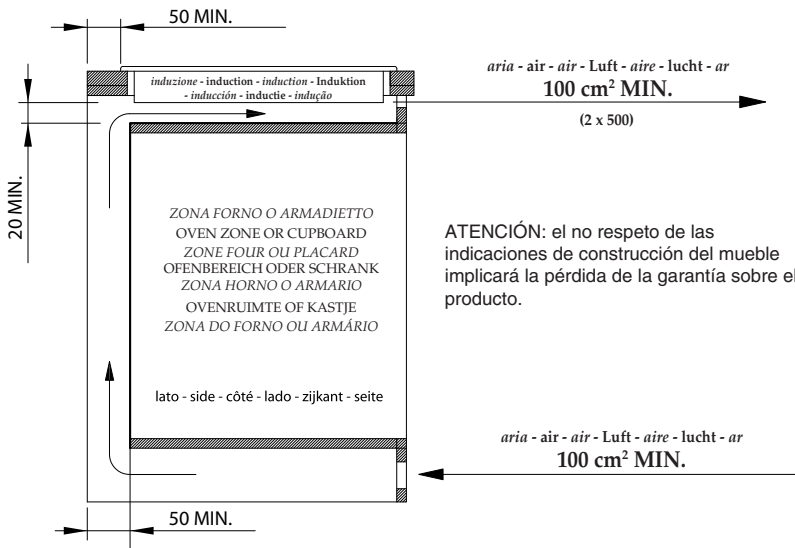 50 MIN.
induzione - induction - induction - Induktion
- inducción - inductie - indução
aria - air - air - Luft - aire - lucht - ar
100 cm² MIN.
(2 x 500)
20 MIN.
ZONA FORNO O ARMADIETTO
OVEN ZONE OR CUPBOARD
ZONE FOUR OU PLACARD
OFENBEREICH ODER SCHRANK
ZONA HORNO O ARMARIO
OVENRUIMTE OF KASTJE
ZONA DO FORNO OU ARMÁRIO
lato - side - côté - lado - zijkant - seite
ATENCIÓN: el no respeto de las
indicaciones de construcción del mueble
implicará la pérdida de la garantía sobre el
producto.
aria - air - air - Luft - aire - lucht - ar
100 cm² MIN.
50 MIN.